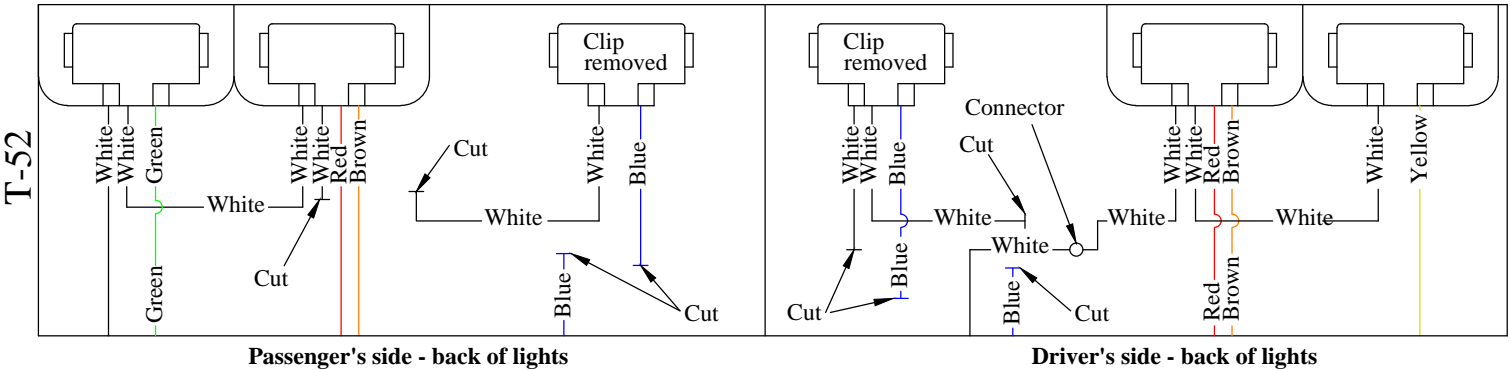 T-52
Clip
removed
Clip
removed
Connector
White
White
Green
White
White
Red
Brown
Cut
White
Blue
White
White
Blue
Cut
White
White
Red
Brown
White
Yellow
White
White
White
White
White
White
Cut
Green
Blue
Cut
Cut
Blue
Blue
Cut
Red
Brown
Passenger's side - back of lights
Driver's side - back of lights